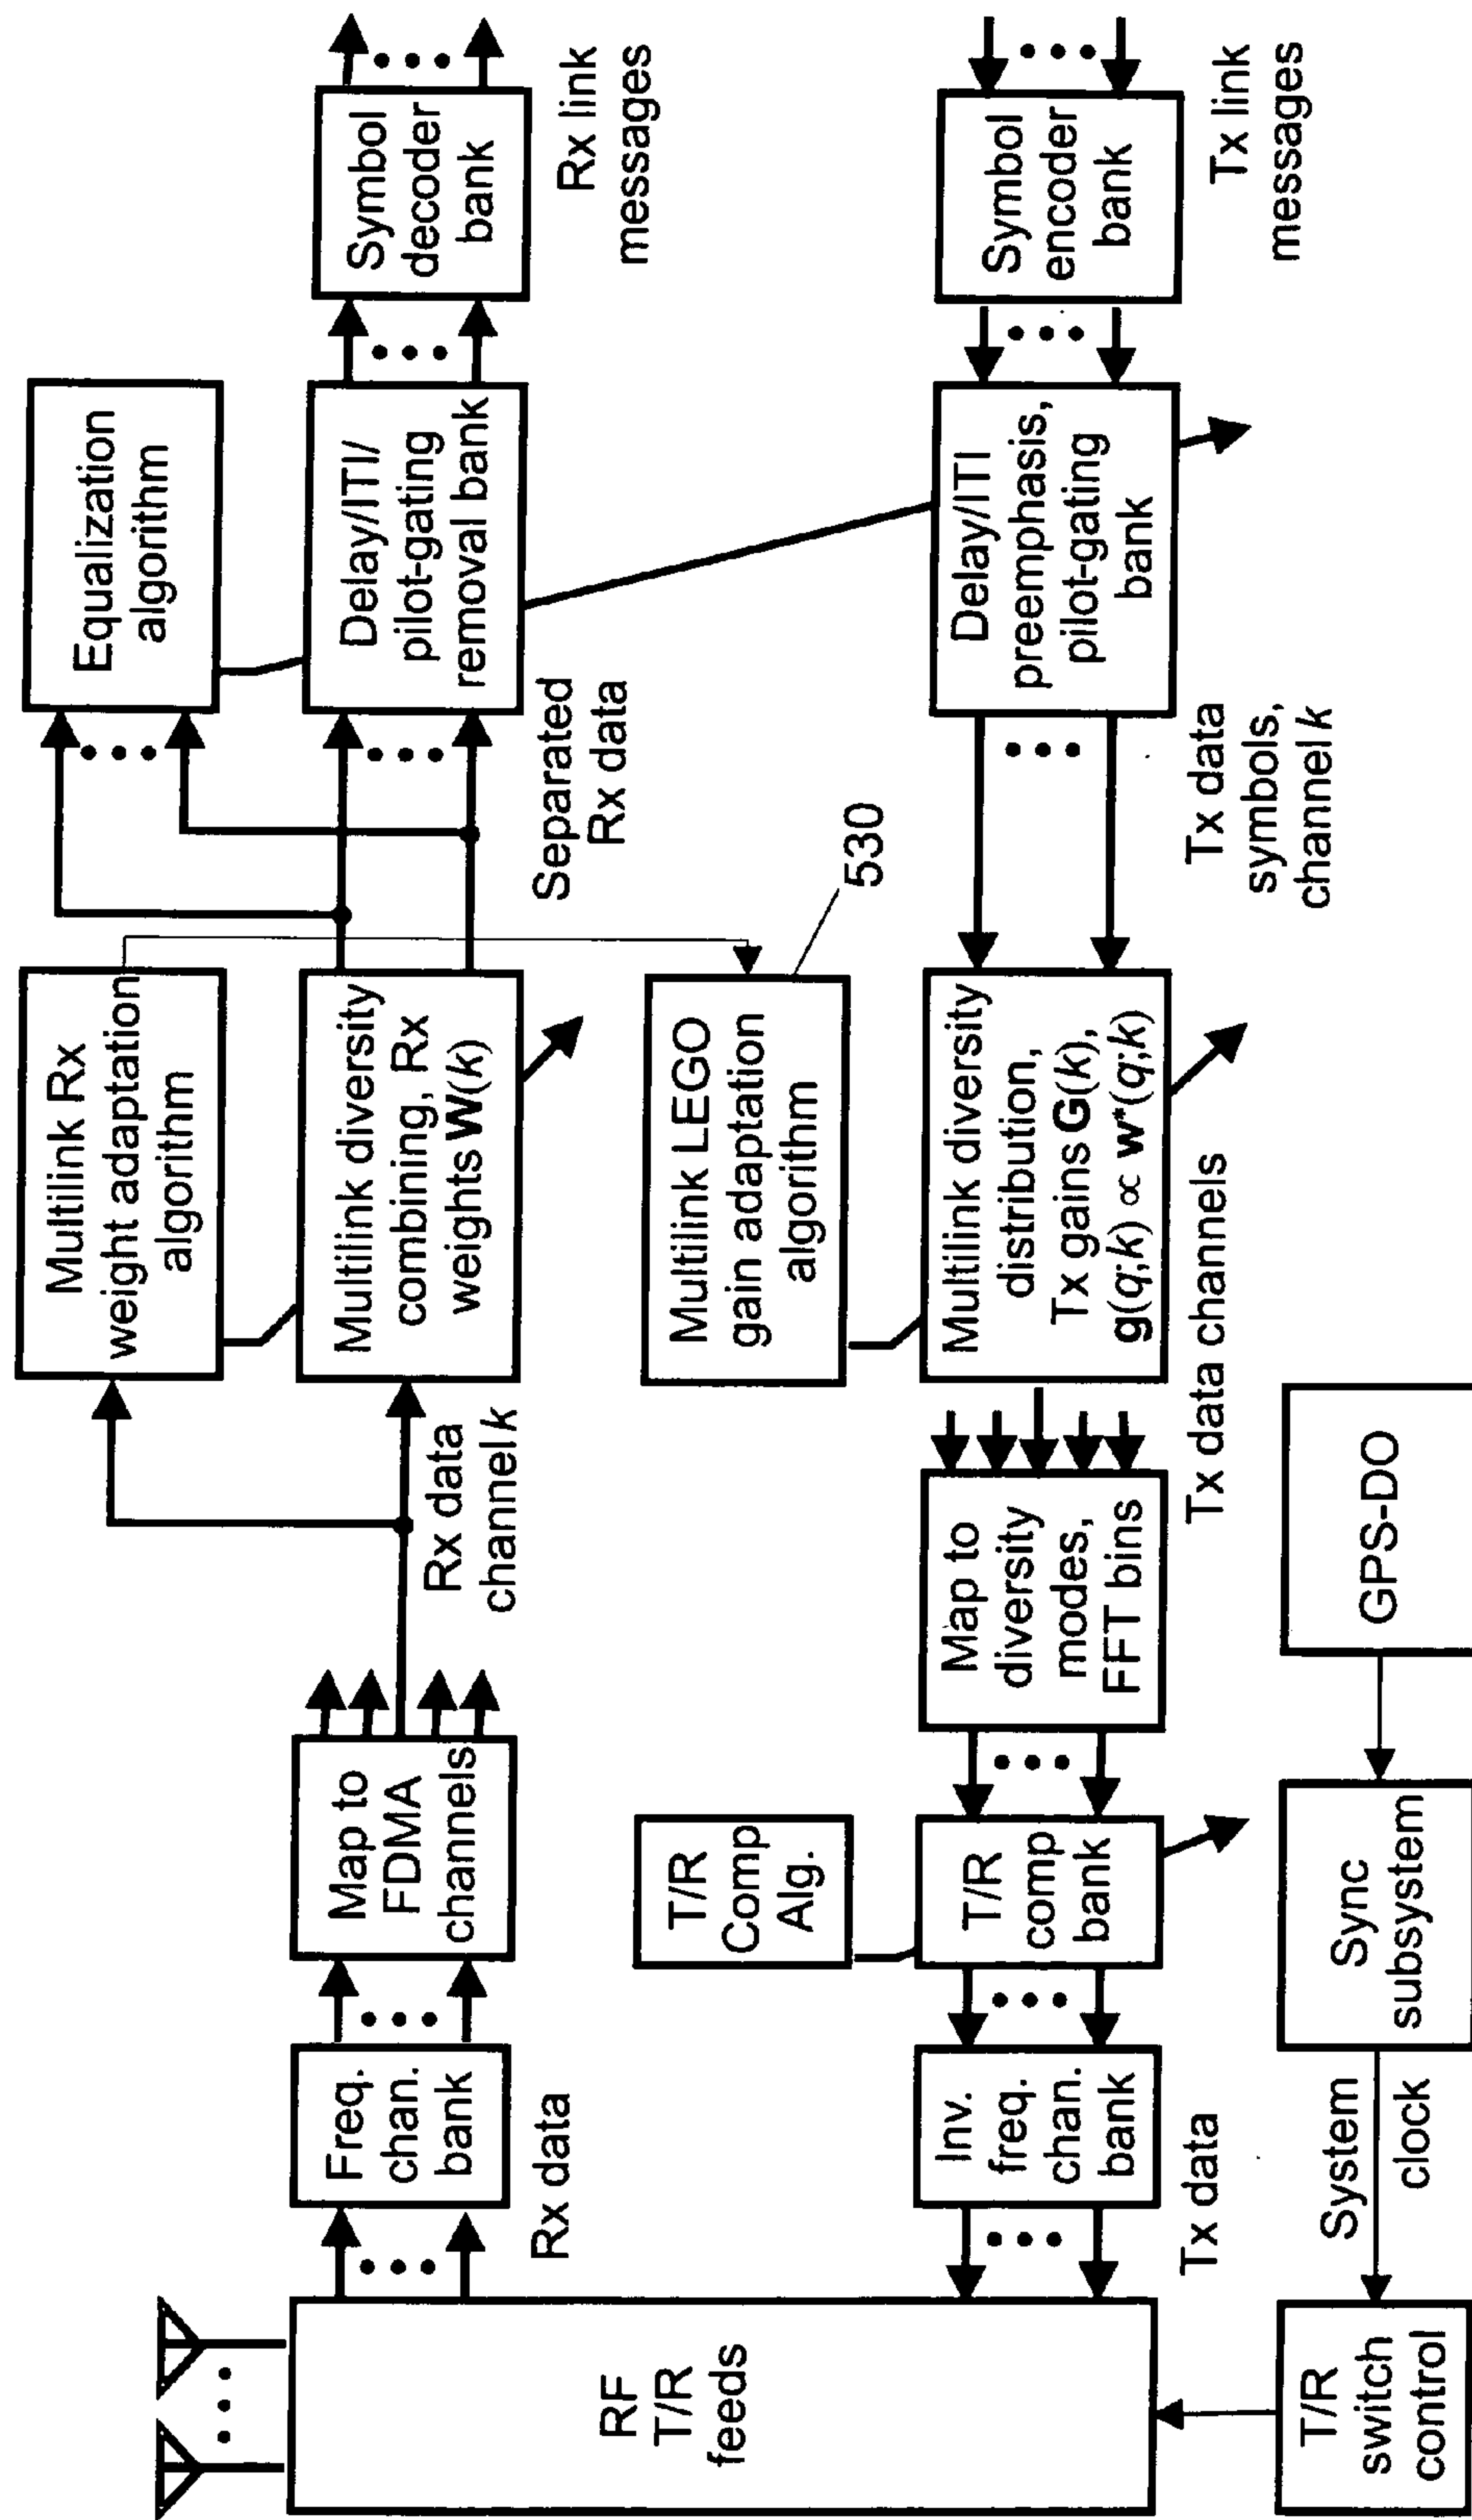 RF
T/R
feeds
Rx data
Freq.
chan.
bank
Map to
FDMA
channels
Rx data
channel k
Multilink Rx
weight adaptation
algorithm
Multilink diversity
combining, Rx
weights W(k)
Separated
Rx data
Equalization
algorithm
Delay/ITI/
pilot-gating
removal bank
Symbol
decoder
bank
Rx link
messages
T/R
Comp
Alg.
Multilink LEGO
gain adaptation
algorithm
530
Tx data
Inv.
freq.
chan.
bank
T/R
comp
bank
Map to
diversity
modes,
FFT bins
Tx data channels
Multilink diversity
distribution,
Tx gains G(k),
g(q;k) ∝ w*(q;k)
Tx data
symbols,
channel k
Delay/ITI
preemphasis,
pilot-gating
bank
Symbol
encoder
bank
Tx link
messages
T/R
switch
control
System
clock
Sync
subsystem
GPS-DO